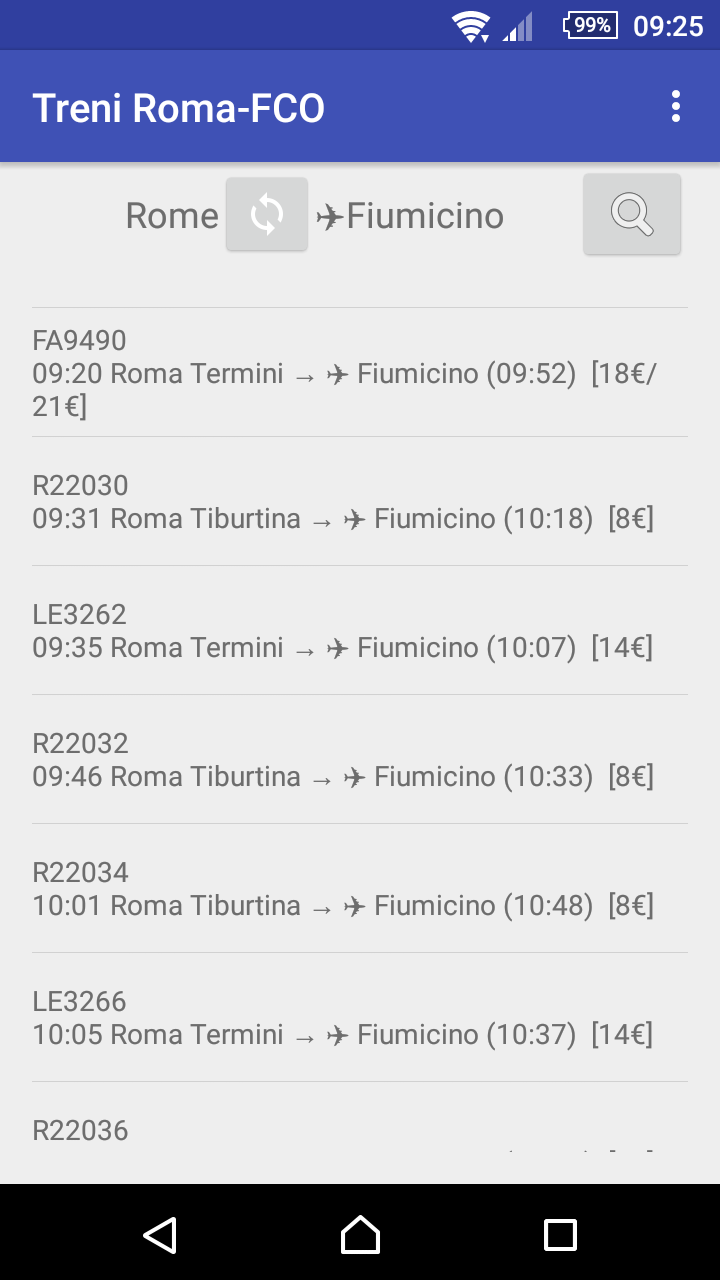 99% 09:25
Treni Roma-FCO
Rome ✈Fiumicino
FA9490
09:20 Roma Termini → ✈ Fiumicino (09:52) [18€/
21€]
R22030
09:31 Roma Tiburtina → ✈ Fiumicino (10:18) [8€]
LE3262
09:35 Roma Termini → ✈ Fiumicino (10:07) [14€]
R22032
09:46 Roma Tiburtina → ✈ Fiumicino (10:33) [8€]
R22034
10:01 Roma Tiburtina → ✈ Fiumicino (10:48) [8€]
LE3266
10:05 Roma Termini → ✈ Fiumicino (10:37) [14€]
R22036